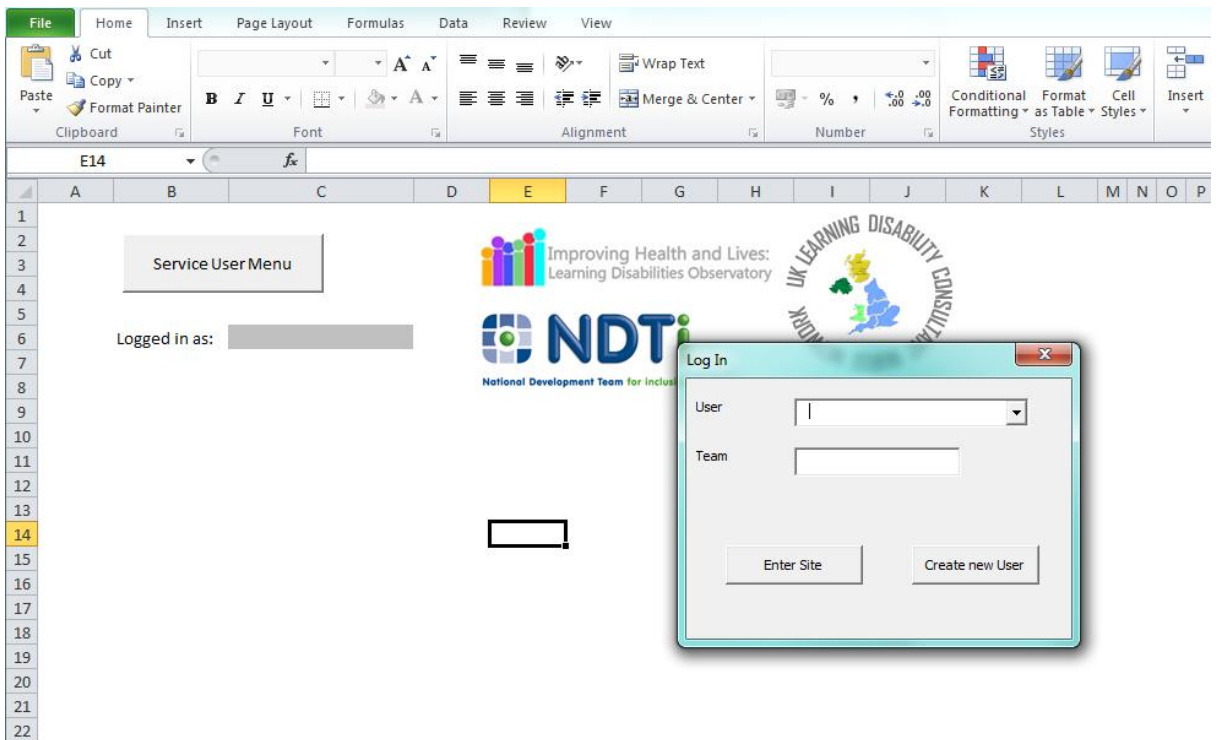 File Home Insert Page Layout Formulas Data Review View
Cut
Copy
Format Painter
Paste
Clipboard
A A
B I U A
Font
Wrap Text
Merge & Center
Alignment
% , .0 .00 .00 .0
Number
Conditional Formatting
Format as Table
Cell Styles
Styles
Insert
E14 fx
A B C D E F G H I J K L M N O P
1
2
3
4
5
6
7
8
9
10
11
12
13
14
15
16
17
18
19
20
21
22
Service User Menu
Logged in as:
Improving Health and Lives:
Learning Disabilities Observatory
NDTi
National Development Team for
UK LEARNING DISABILITY
Log In
User
Team
Enter Site Create new User